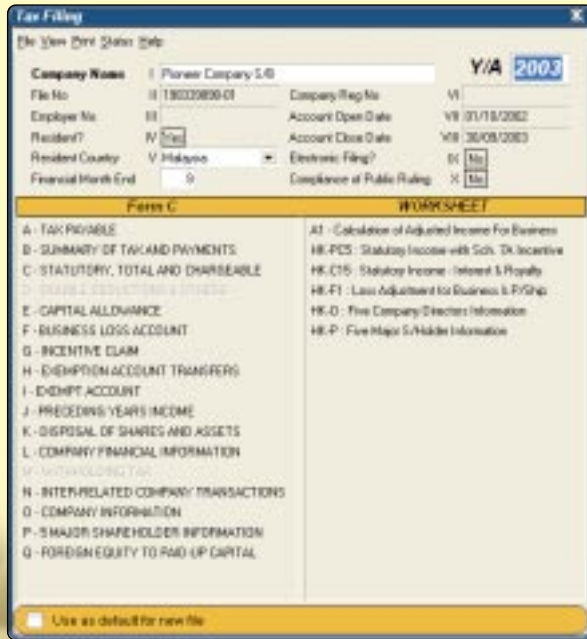 Tax Filing
File View Print Status Help
Y/A 2003
Company Name I Pioneer Company S/B
File No II Company Reg No VI
Employer No III Account Open Date VII 01/10/2002
Resident? IV Yes Account Close Date VIII 30/09/2003
Resident Country V Malaysia Electronic Filing? IX No
Financial Month End 9 Compliance of Public Ruling X No
Form C WORKSHEET
A - TAX PAYABLE
B - SUMMARY OF TAX AND PAYMENTS
C - STATUTORY, TOTAL AND CHARGEABLE
E - CAPITAL ALLOWANCE
F - BUSINESS LOSS ACCOUNT
G - INCENTIVE CLAIM
H - EXEMPTION ACCOUNT TRANSFERS
I - EXEMPT ACCOUNT
J - PRECEDING YEARS INCOME
K - DISPOSAL OF SHARES AND ASSETS
L - COMPANY FINANCIAL INFORMATION
M - WITHHOLDING TAX
N - INTER-RELATED COMPANY TRANSACTIONS
O - COMPANY INFORMATION
P - 5 MAJOR SHAREHOLDER INFORMATION
Q - FOREIGN EQUITY TO PAID UP CAPITAL
A1 - Calculation of Adjusted Income For Business
HK-PC5 : Statutory Income with Sch. 7A Incentive
HK-C15 : Statutory Income - Interest & Royalty
HK-F1 : Loss Adjustment for Business & P/Ship
HK-O : Five Company Directors Information
HK-P : Five Major S/Holder Information
Use as default for new file